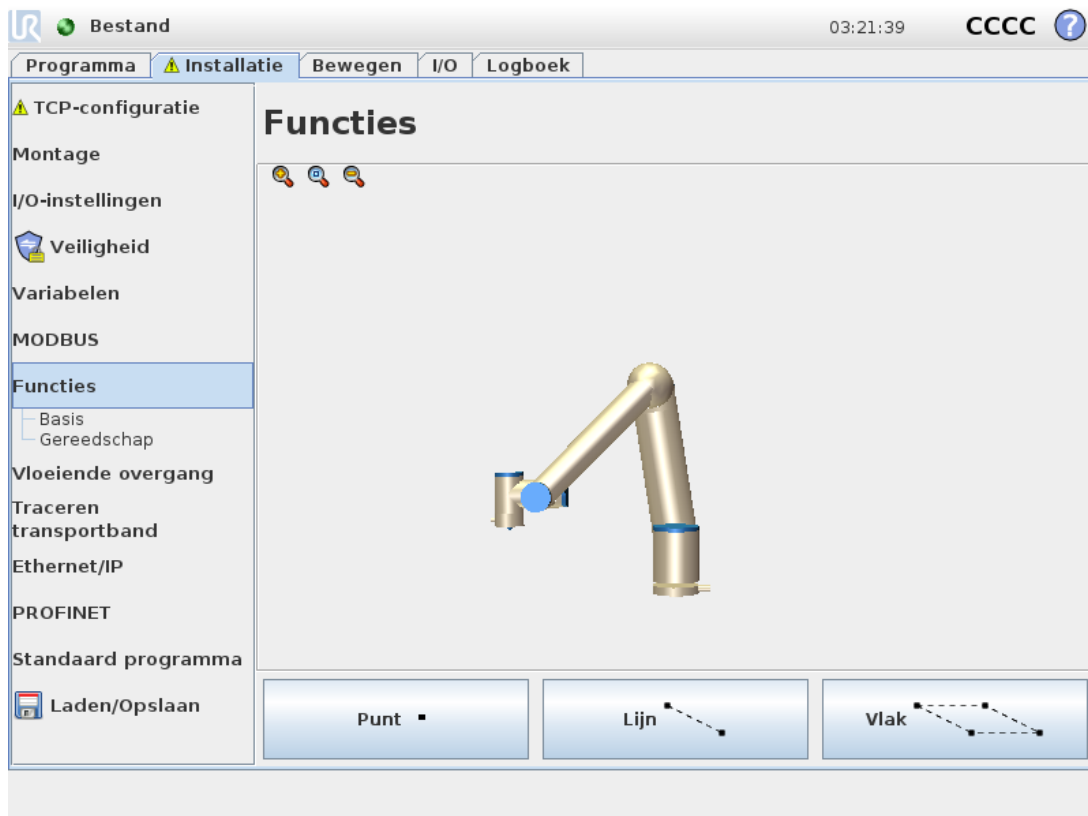 UR Bestand 03:21:39 CCCC ?
Programma Installatie Bewegen I/O Logboek
TCP-configuratie
Montage
I/O-instellingen
Veiligheid
Variabelen
MODBUS
Functies
Basis
Gereedschap
Vloeiende overgang
Traceren
transportband
Ethernet/IP
PROFINET
Standaard programma
Laden/Opslaan
Functies
Punt
Lijn
Vlak